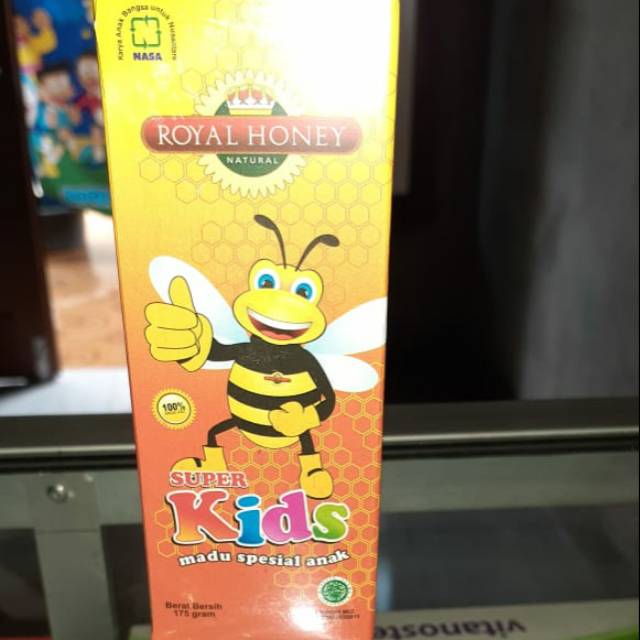 Karya Anak Bangsa untuk Nusantara
NASA
ROYAL HONEY
NATURAL
100%
SUPER
Kids
madu spesial anak
Berat Bersih
175 gram
vitanoste